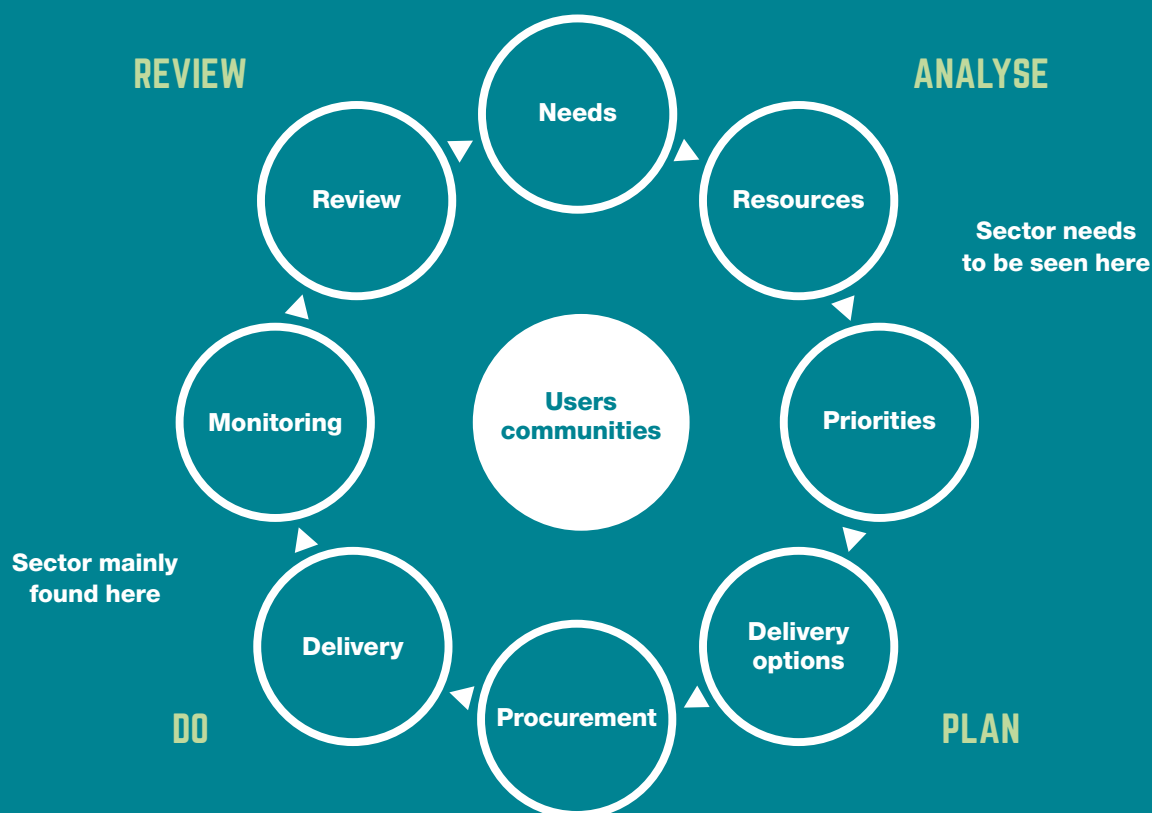 REVIEW
ANALYSE
Needs
Review
Resources
Sector needs
to be seen here
Users
communities
Monitoring
Priorities
Sector mainly
found here
Delivery
Delivery
options
Procurement
DO
PLAN